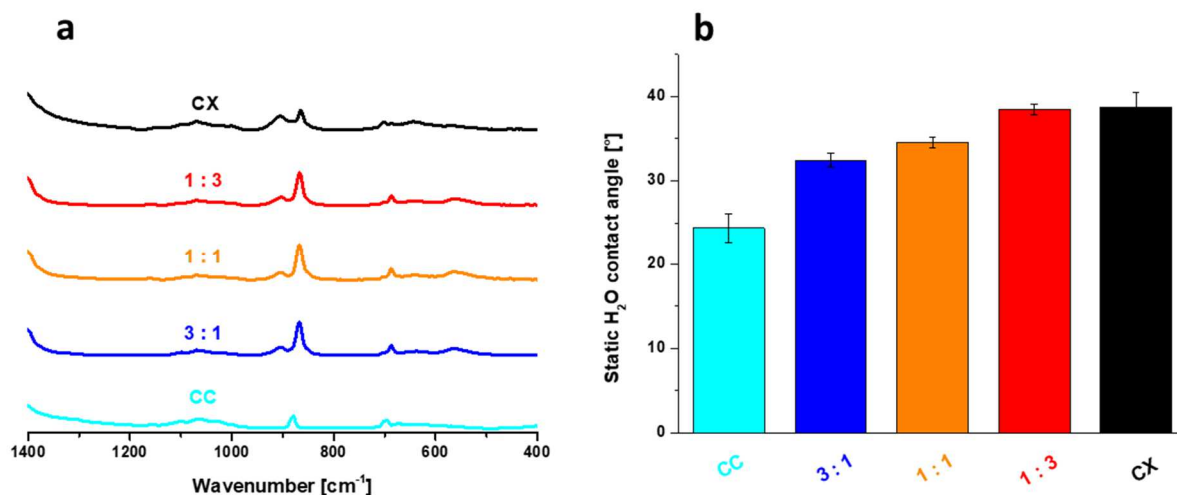 a
CX
1 : 3
1 : 1
3 : 1
CC
1400 1200 1000 800 600 400
Wavenumber [cm⁻¹]
b
Static H₂O contact angle [°]
40
30
20
10
0
CC 3 : 1 1 : 1 1 : 3 CX